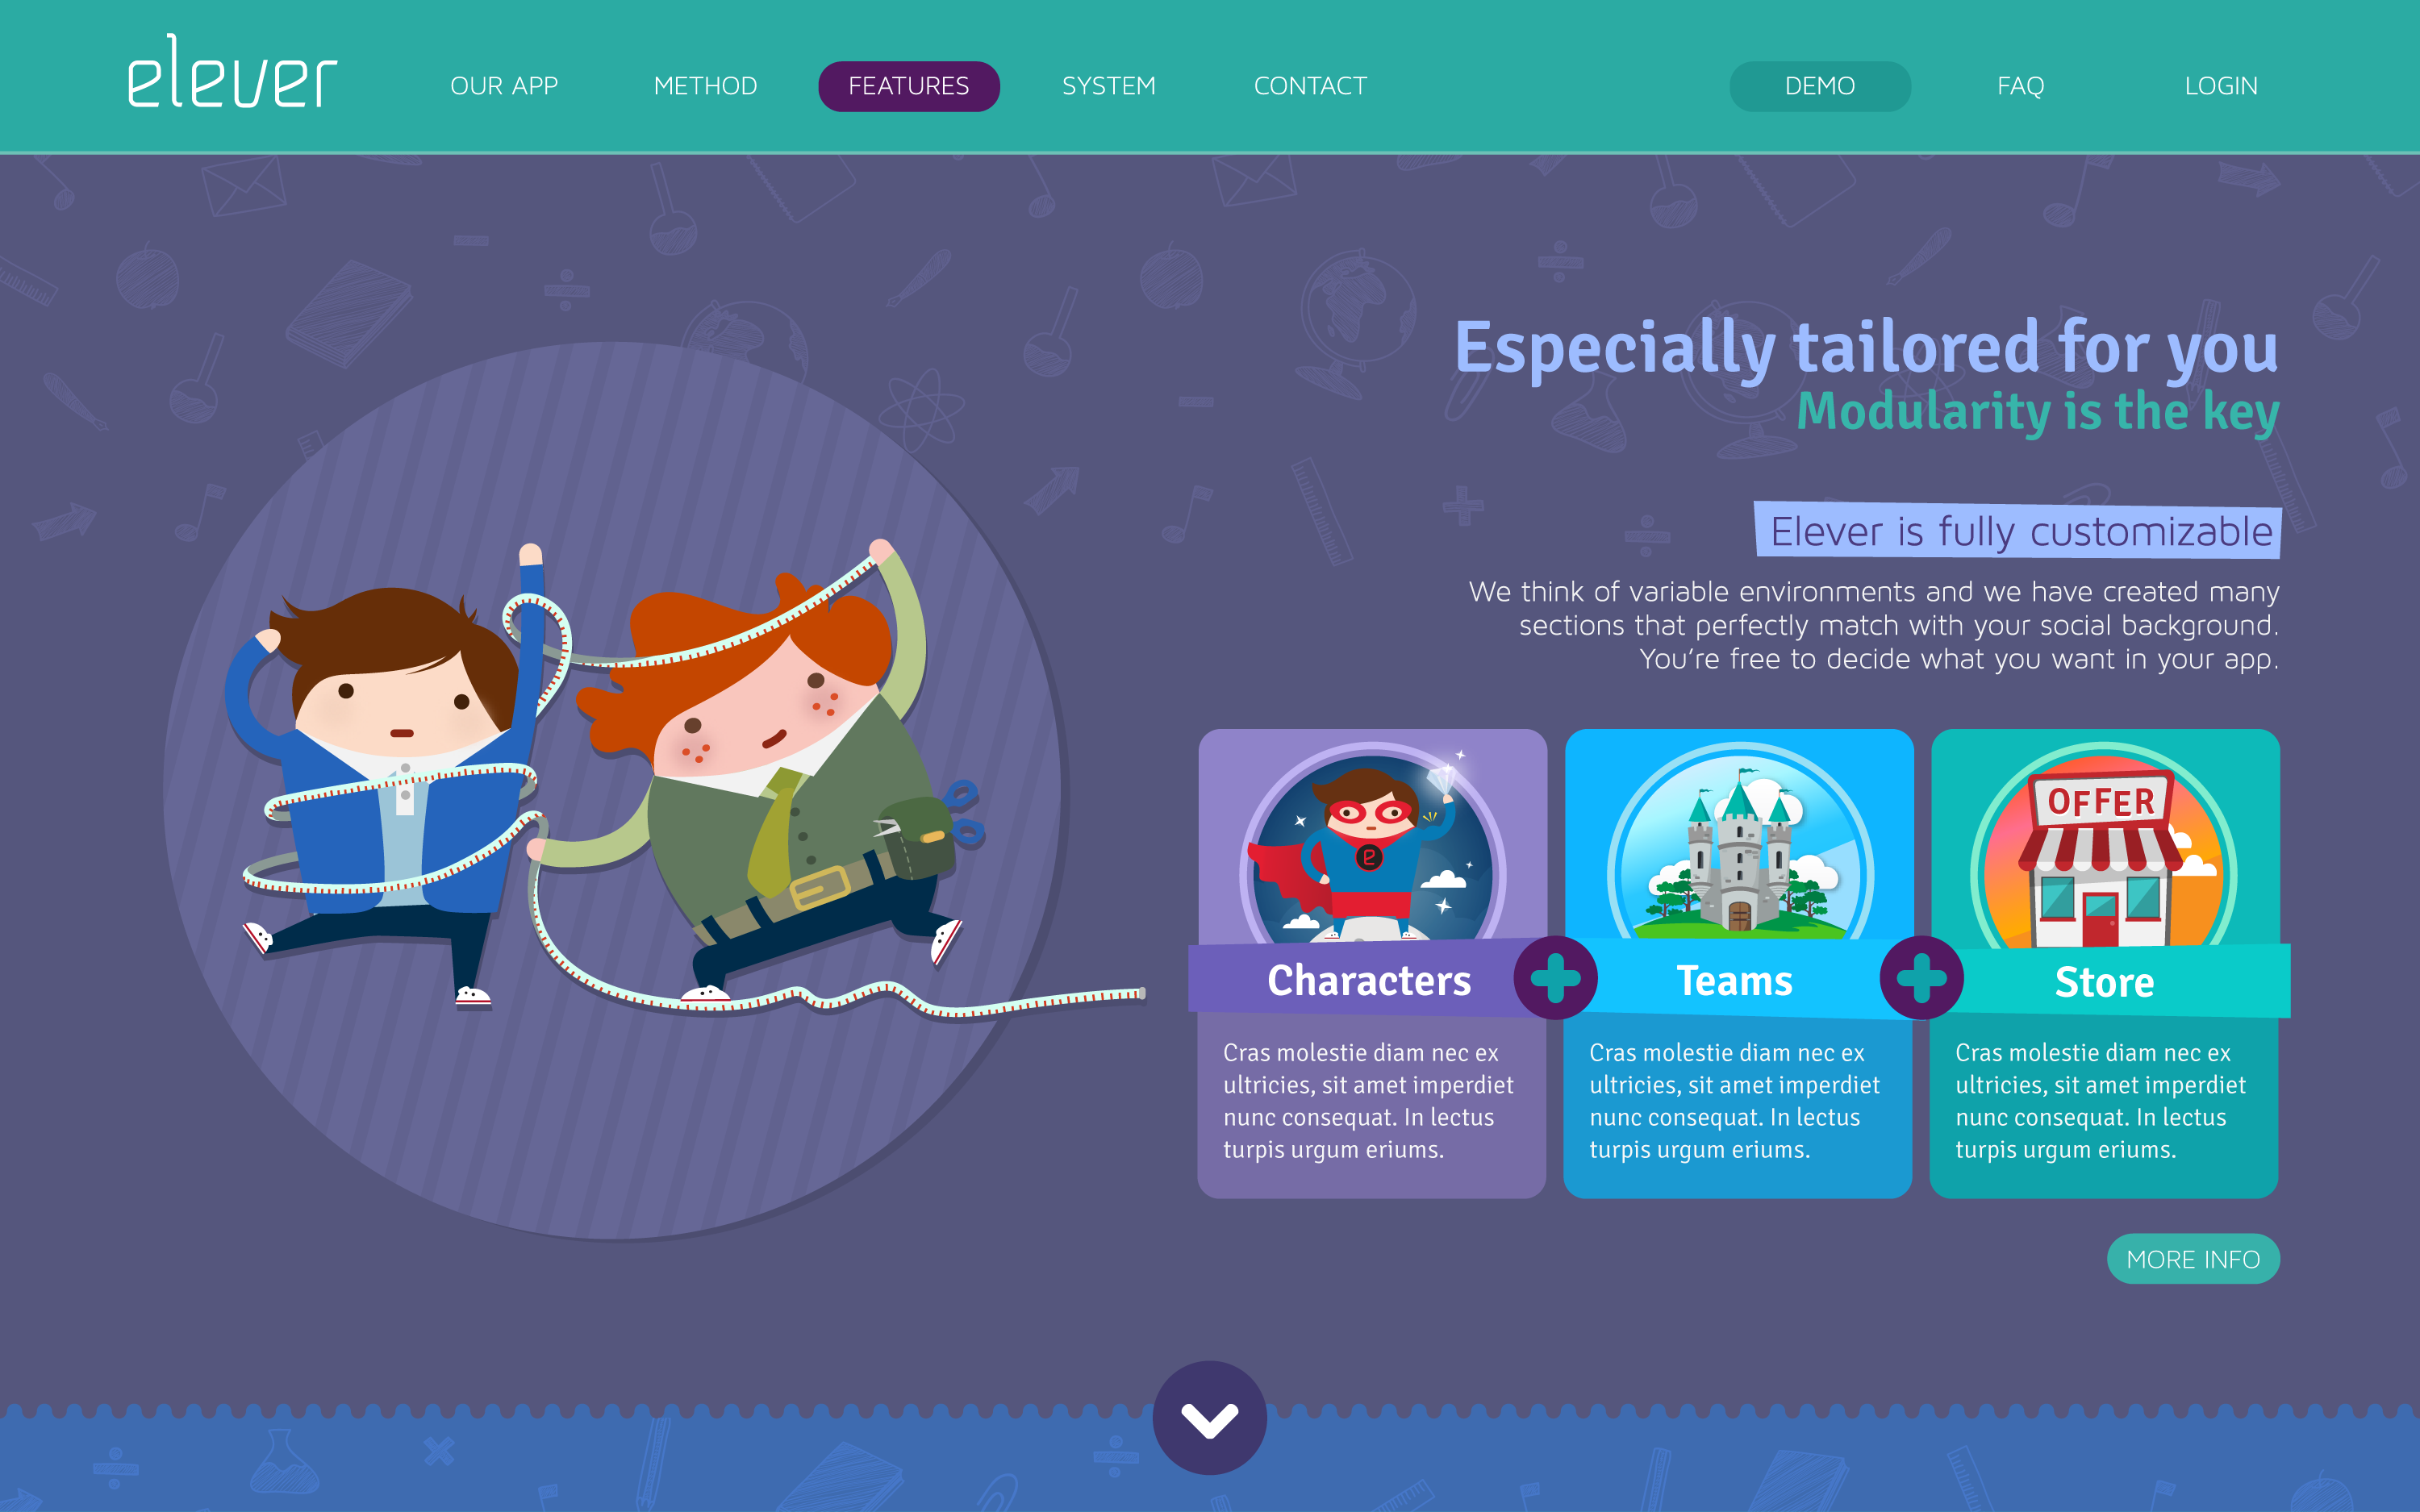 elever
OUR APP
METHOD
FEATURES
SYSTEM
CONTACT
DEMO
FAQ
LOGIN
Especially tailored for you
Modularity is the key
Elever is fully customizable
We think of variable environments and we have created many
sections that perfectly match with your social background.
You’re free to decide what you want in your app.
e
OFFER
Characters
Teams
Store
Cras molestie diam nec ex
ultricies, sit amet imperdiet
nunc consequat. In lectus
turpis urgum eriums.
Cras molestie diam nec ex
ultricies, sit amet imperdiet
nunc consequat. In lectus
turpis urgum eriums.
Cras molestie diam nec ex
ultricies, sit amet imperdiet
nunc consequat. In lectus
turpis urgum eriums.
MORE INFO